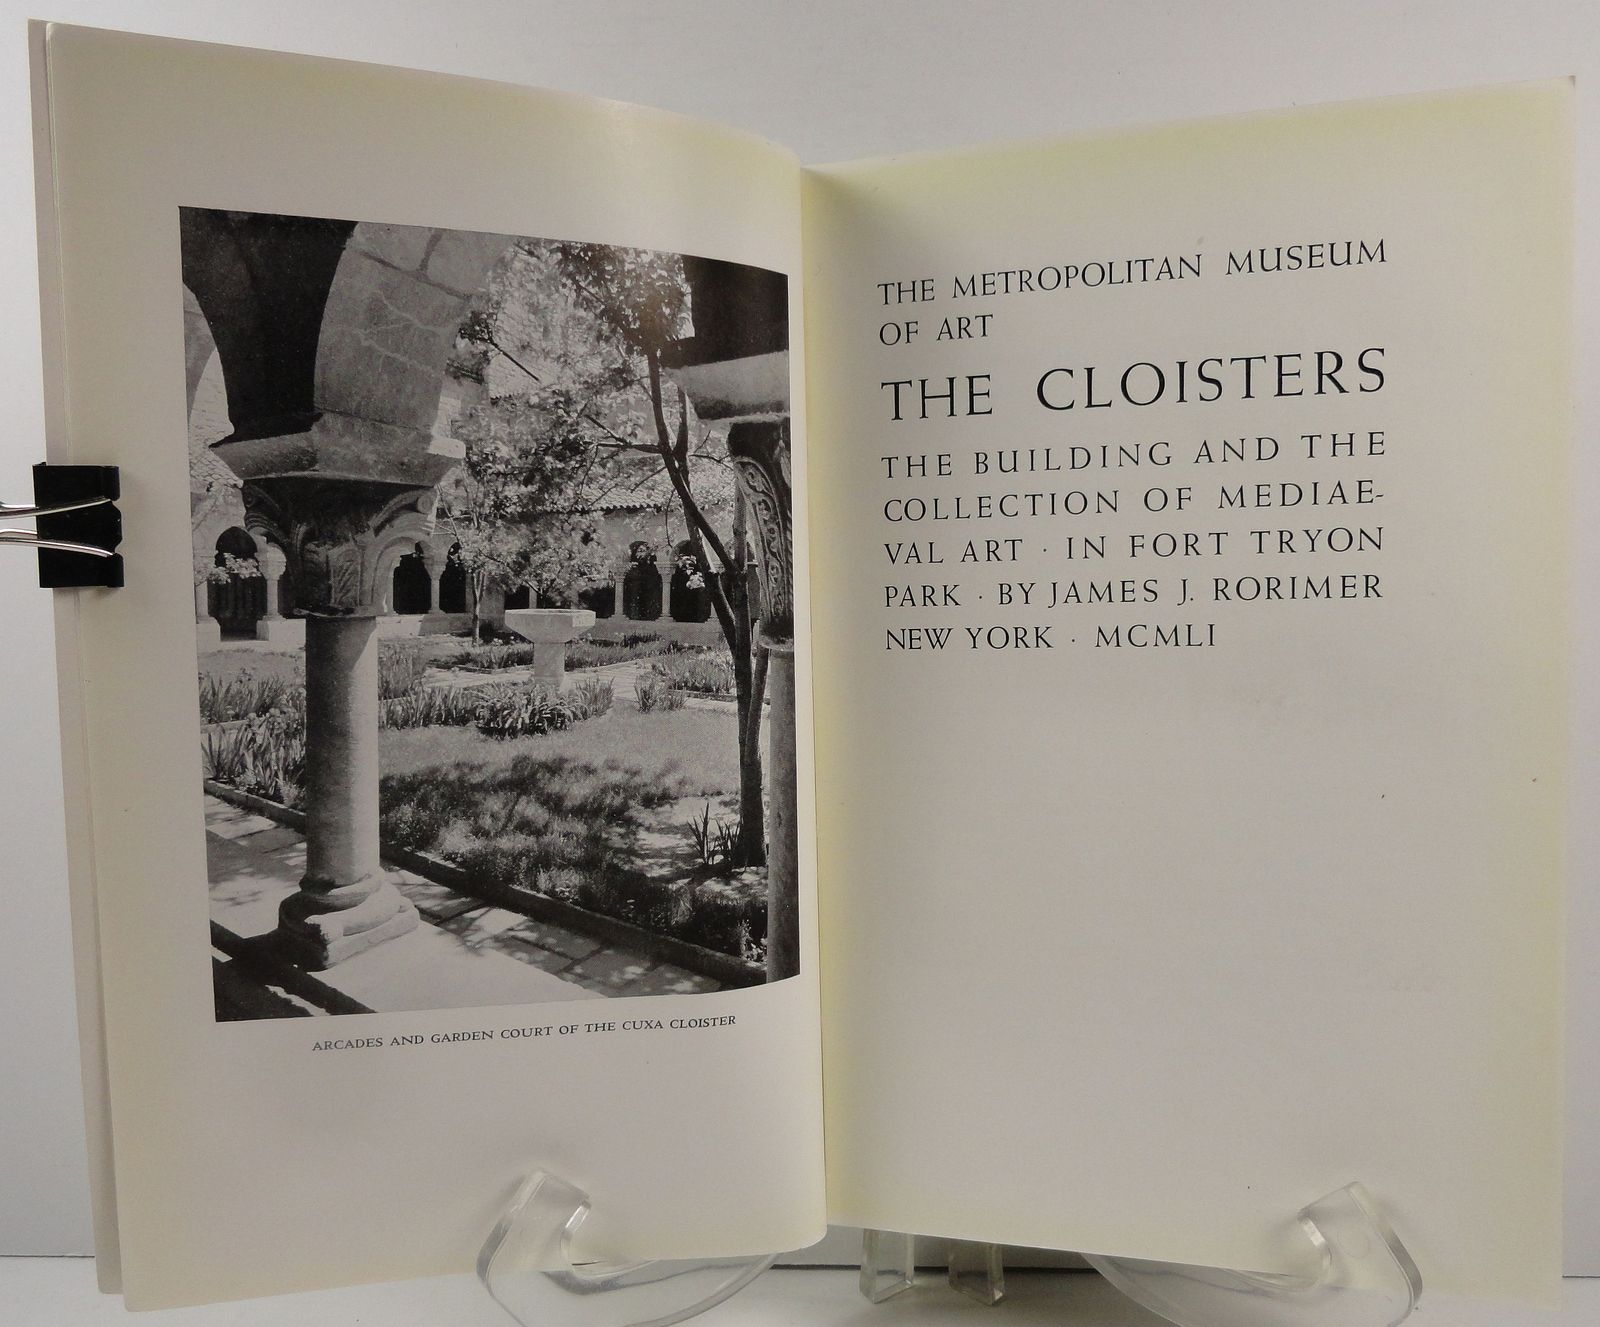 ARCADES AND GARDEN COURT OF THE CUXA CLOISTER
THE METROPOLITAN MUSEUM
OF ART
THE CLOISTERS
THE BUILDING AND THE
COLLECTION OF MEDIAE-
VAL ART · IN FORT TRYON
PARK · BY JAMES J. RORIMER
NEW YORK · MCMLI